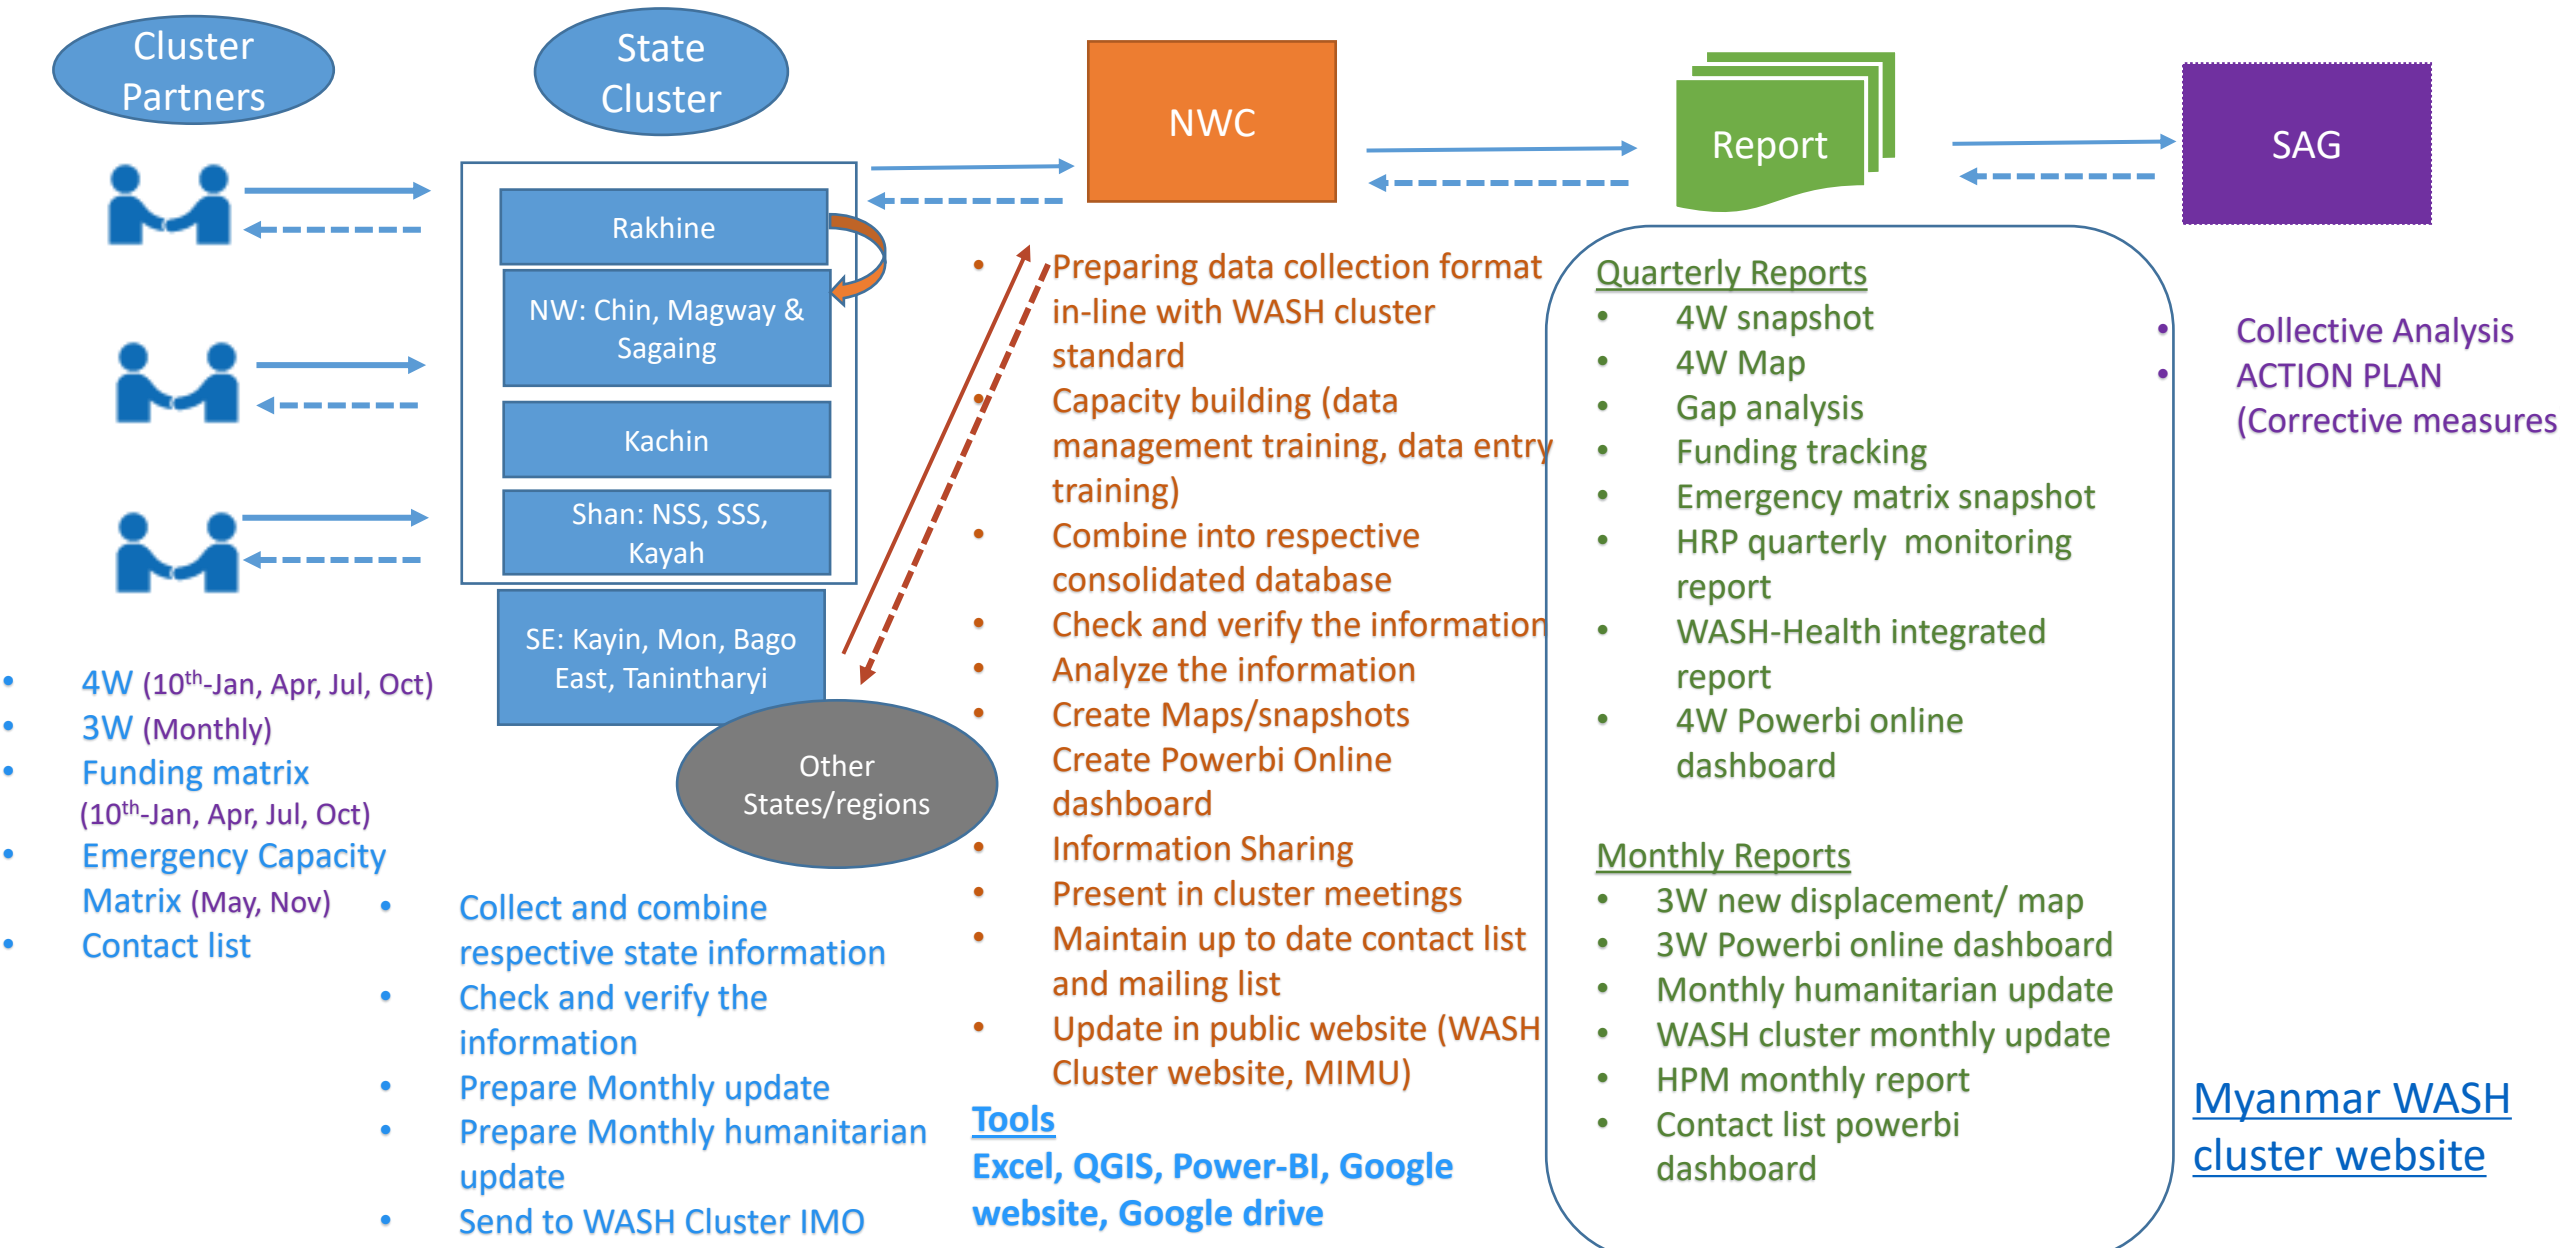 Cluster
Partners
State
Cluster
NWC
Report
SAG
Rakhine
NW: Chin, Magway &
Sagaing
Kachin
Shan: NSS, SSS,
Kayah
SE: Kayin, Mon, Bago
East, Tanintharyi
Other
States/regions
• 4W (10th-Jan, Apr, Jul, Oct)
• 3W (Monthly)
• Funding matrix
(10th-Jan, Apr, Jul, Oct)
• Emergency Capacity
Matrix (May, Nov)
• Contact list
• Collect and combine
respective state information
• Check and verify the
information
• Prepare Monthly update
• Prepare Monthly humanitarian
update
• Send to WASH Cluster IMO
• Preparing data collection format
in-line with WASH cluster
standard
• Capacity building (data
management training, data entry
training)
• Combine into respective
consolidated database
• Check and verify the information
• Analyze the information
• Create Maps/snapshots
• Create Powerbi Online
dashboard
• Information Sharing
• Present in cluster meetings
• Maintain up to date contact list
and mailing list
• Update in public website (WASH
Cluster website, MIMU)
Tools
Excel, QGIS, Power-BI, Google
website, Google drive
Quarterly Reports
• 4W snapshot
• 4W Map
• Gap analysis
• Funding tracking
• Emergency matrix snapshot
• HRP quarterly monitoring
report
• WASH-Health integrated
report
• 4W Powerbi online
dashboard
Monthly Reports
• 3W new displacement/ map
• 3W Powerbi online dashboard
• Monthly humanitarian update
• WASH cluster monthly update
• HPM monthly report
• Contact list powerbi
dashboard
• Collective Analysis
• ACTION PLAN
(Corrective measures
Myanmar WASH
cluster website